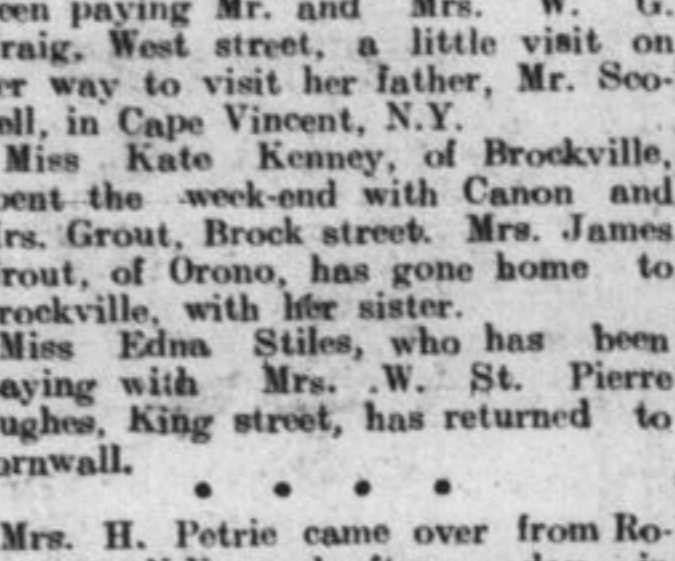 een paying Mr. and Mrs. W. G.
raig, West street, a little visit on
er way to visit her father, Mr. Sco-
ell, in Cape Vincent, N.Y.
Miss Kate Kenney, of Brockville,
pent the week-end with Canon and
rs. Grout, Brock street. Mrs. James
rout, of Orono, has gone home to
rockville, with her sister.
Miss Edna Stiles, who has been
aying with Mrs. W. St. Pierre
ughes, King street, has returned to
ornwall.
• • • •
Mrs. H. Petrie came over from Ro-